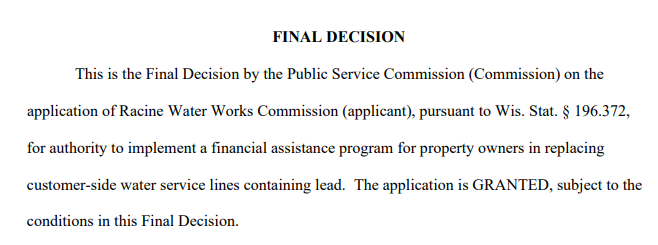 FINAL DECISION
This is the Final Decision by the Public Service Commission (Commission) on the
application of Racine Water Works Commission (applicant), pursuant to Wis. Stat. § 196.372,
for authority to implement a financial assistance program for property owners in replacing
customer-side water service lines containing lead.  The application is GRANTED, subject to the
conditions in this Final Decision.